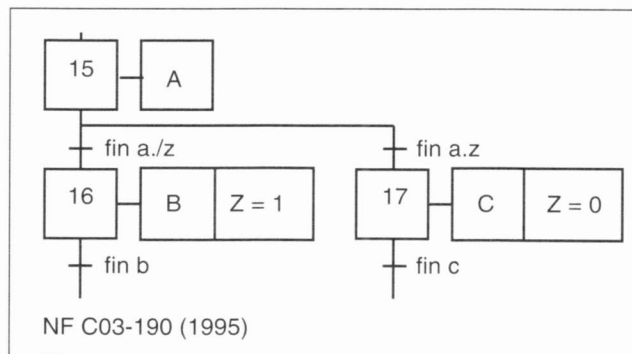 15 A
fin a./z fin a.z
16 B Z = 1 17 C Z = 0
fin b fin c
NF C03-190 (1995)